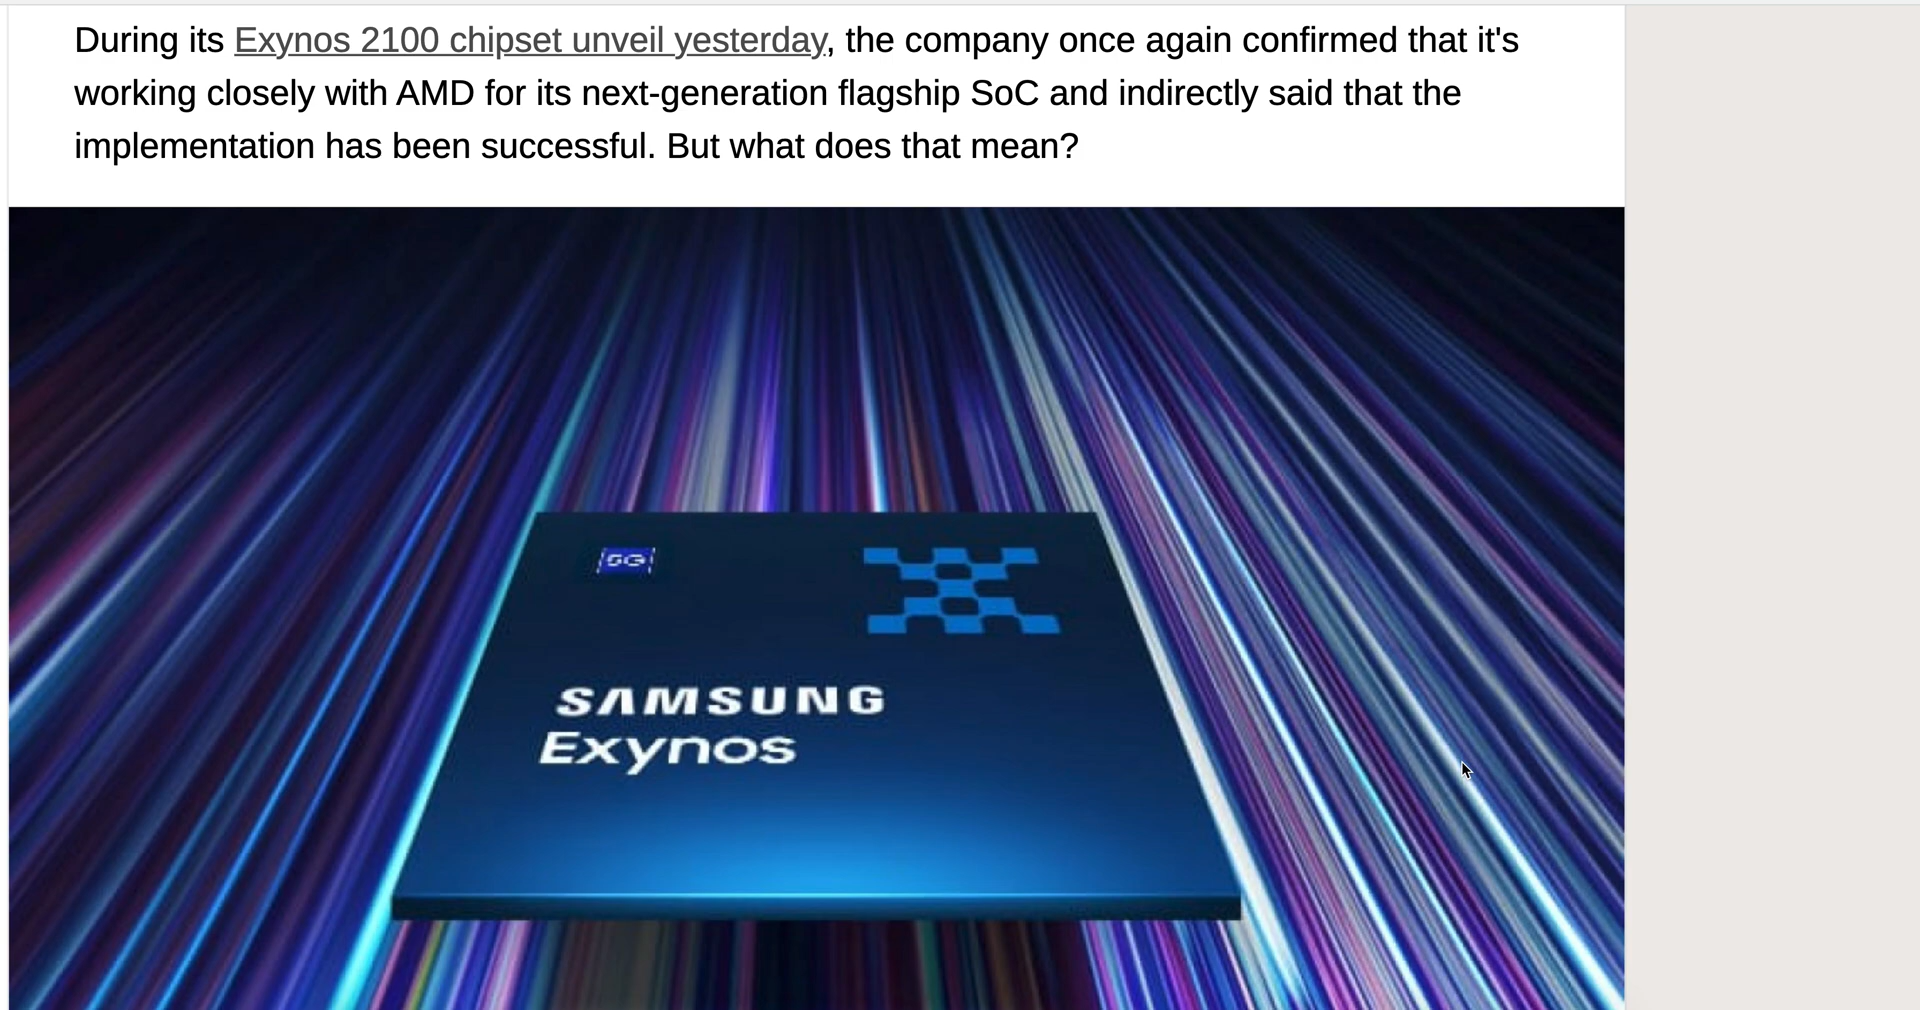 During its Exynos 2100 chipset unveil yesterday, the company once again confirmed that it's
working closely with AMD for its next-generation flagship SoC and indirectly said that the
implementation has been successful. But what does that mean?
5G
SAMSUNG
Exynos